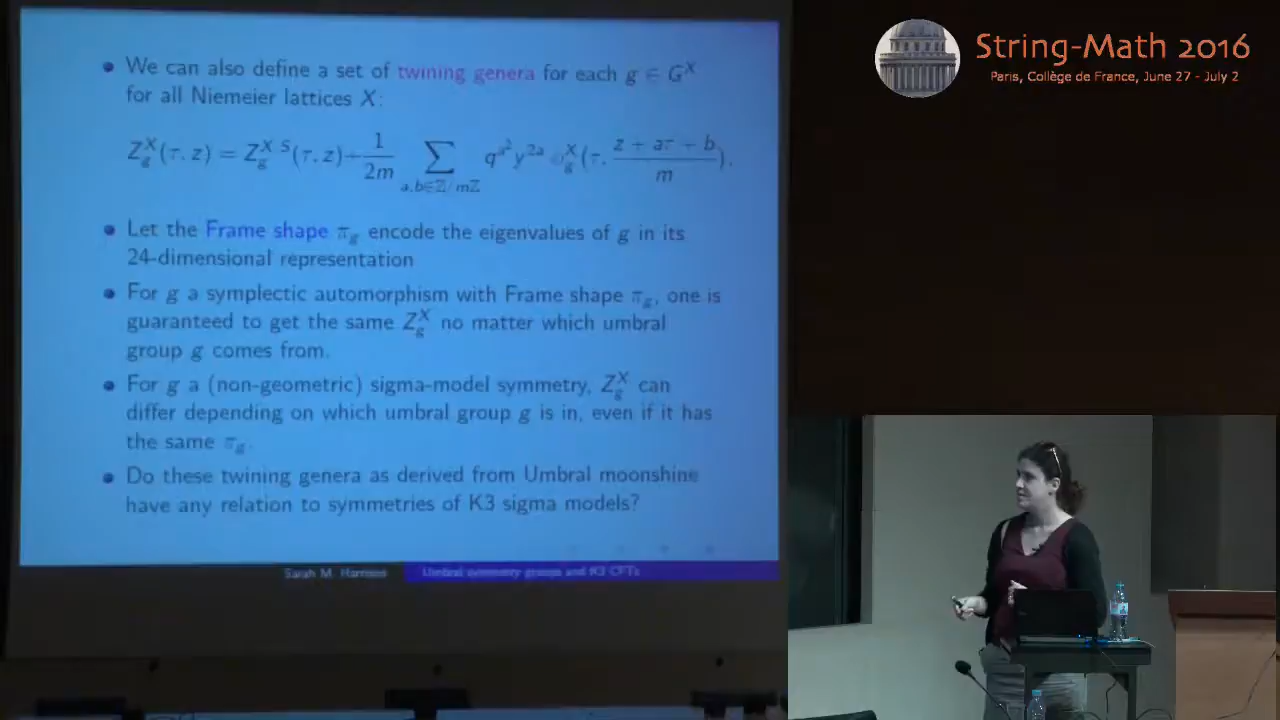 We can also define a set of twining genera for each g ∈ G^X
for all Niemeier lattices X:
Z_g^X(τ, z) = Z_g^{X,S}(τ, z) + \frac{1}{2m} \sum_{a,b∈ℤ/mℤ} q^{a^2} y^{2a} ϕ_g^X(τ, \frac{z + aτ + b}{m}).
Let the Frame shape π_g encode the eigenvalues of g in its
24-dimensional representation
For g a symplectic automorphism with Frame shape π_g, one is
guaranteed to get the same Z_g^X no matter which umbral
group g comes from.
For g a (non-geometric) sigma-model symmetry, Z_g^X can
differ depending on which umbral group g is in, even if it has
the same π_g.
Do these twining genera as derived from Umbral moonshine
have any relation to symmetries of K3 sigma models?
Sarah M. Harrison Umbral symmetry groups and K3 CFTs
String-Math 2016
Paris, Collège de France, June 27 - July 2